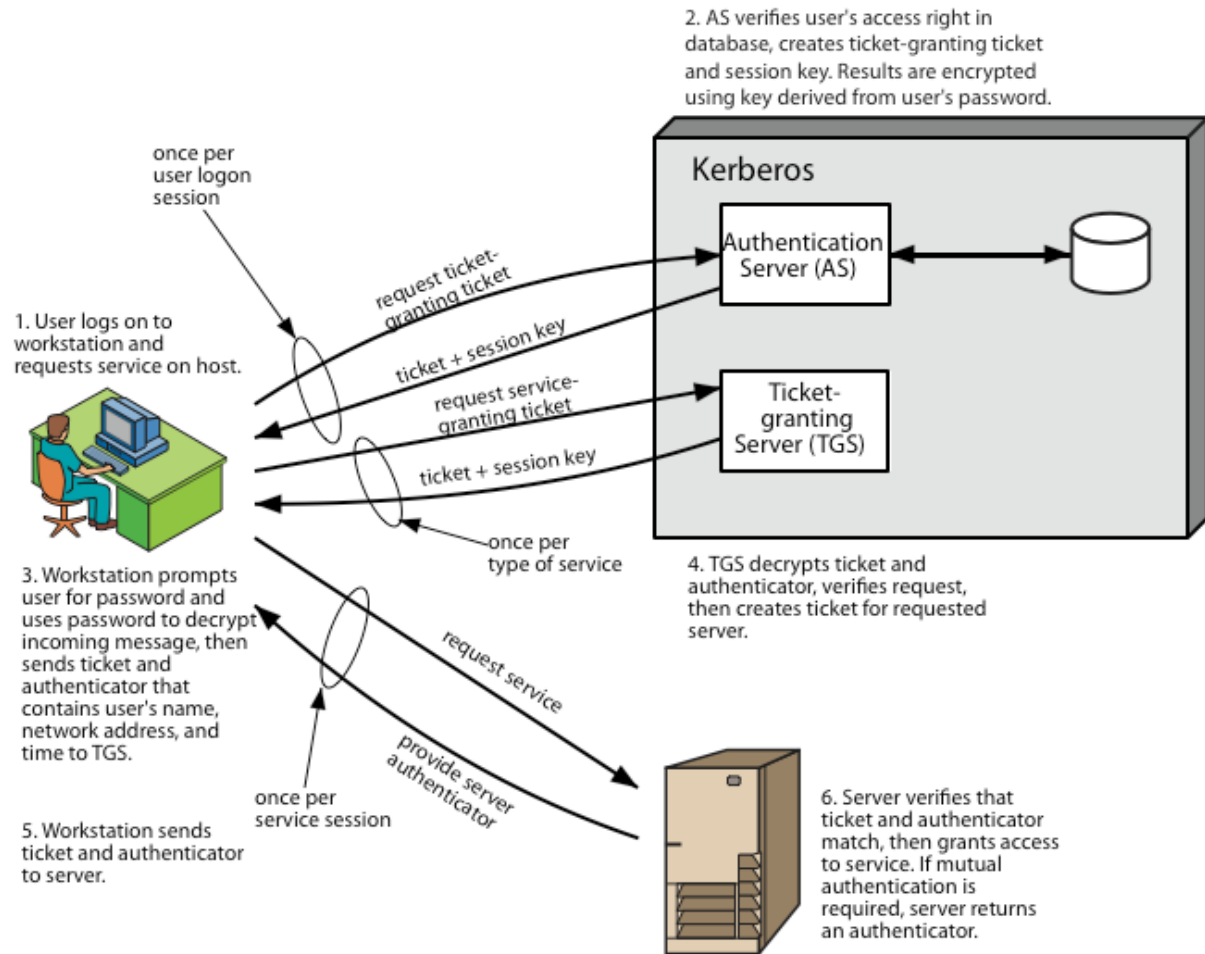 2. AS verifies user's access right in
database, creates ticket-granting ticket
and session key. Results are encrypted
using key derived from user's password.
once per
user logon
session
Kerberos
Authentication
Server (AS)
request ticket-
granting ticket
1. User logs on to
workstation and
requests service on host.
ticket + session key
request service-
granting ticket
Ticket-
granting
Server (TGS)
ticket + session key
once per
type of service
4. TGS decrypts ticket and
authenticator, verifies request,
then creates ticket for requested
server.
3. Workstation prompts
user for password and
uses password to decrypt
incoming message, then
sends ticket and
authenticator that
contains user's name,
network address, and
time to TGS.
request service
provide server
authenticator
once per
service session
5. Workstation sends
ticket and authenticator
to server.
6. Server verifies that
ticket and authenticator
match, then grants access
to service. If mutual
authentication is
required, server returns
an authenticator.